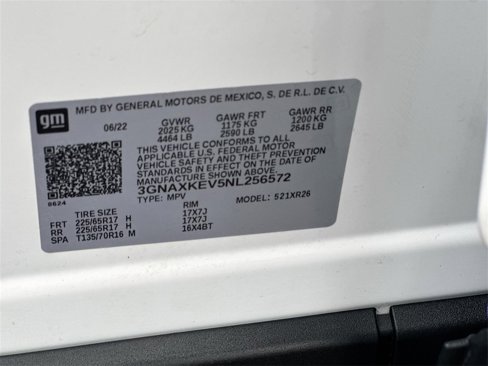 MFD BY GENERAL MOTORS DE MEXICO, S. DE R.L. DE C.V.
gm
06/22
GVWR GAWR FRT GAWR RR
2025 KG 1175 KG 1200 KG
4464 LB 2590 LB 2645 LB
THIS VEHICLE CONFORMS TO ALL
APPLICABLE U.S. FEDERAL MOTOR
VEHICLE SAFETY AND THEFT PREVENTION
STANDARDS IN EFFECT ON THE DATE OF
MANUFACTURE SHOWN ABOVE.
3GNAXKEV5NL256572
8624
TYPE: MPV MODEL: 521XR26
TIRE SIZE RIM
FRT 225/65R17 H 17X7J
RR 225/65R17 H 17X7J
SPA T135/70R16 M 16X4BT